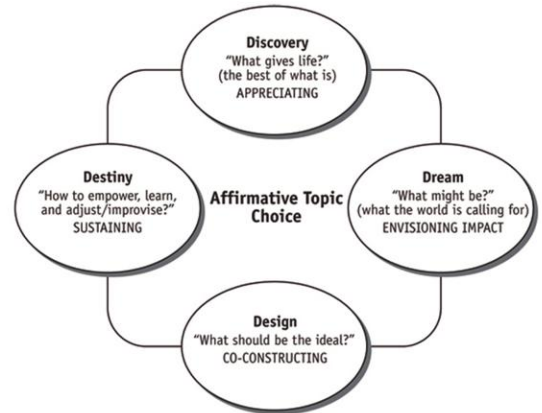 Discovery
“What gives life?”
(the best of what is)
APPRECIATING
Destiny
“How to empower, learn,
and adjust/improvise?”
SUSTAINING
Affirmative Topic
Choice
Dream
“What might be?”
(what the world is calling for)
ENVISIONING IMPACT
Design
“What should be the ideal?”
CO-CONSTRUCTING